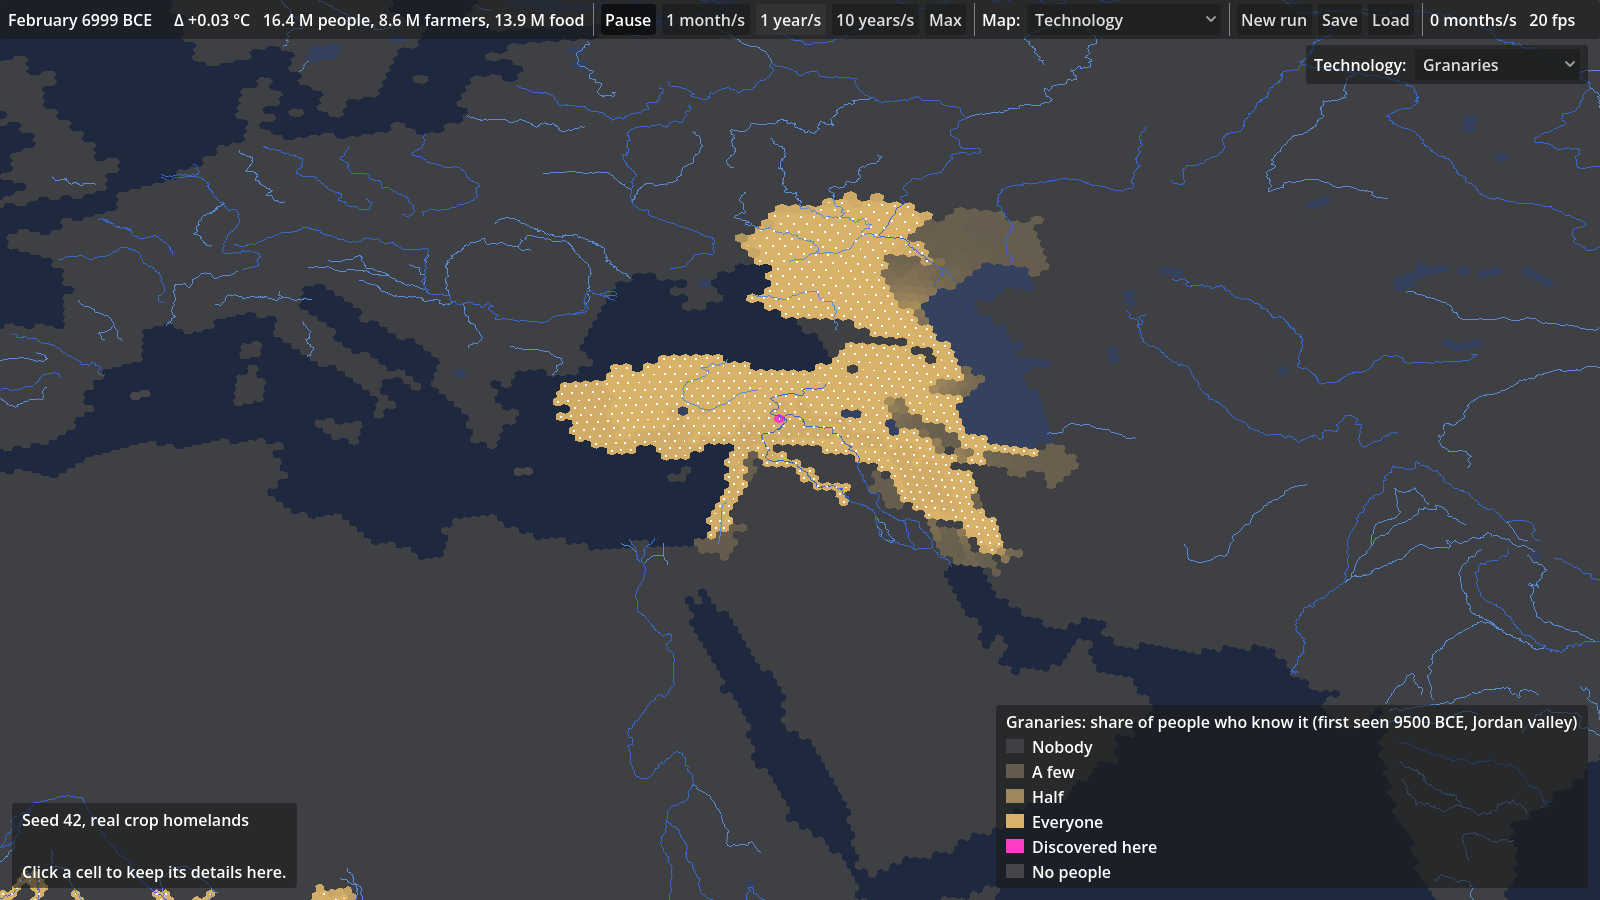 February 6999 BCE Δ +0.03 °C 16.4 M people, 8.6 M farmers, 13.9 M food Pause 1 month/s 1 year/s 10 years/s Max Map: Technology New run Save Load 0 months/s 20 fps
Technology: Granaries
Granaries: share of people who know it (first seen 9500 BCE, Jordan valley)
Nobody
A few
Half
Everyone
Discovered here
No people
Seed 42, real crop homelands
Click a cell to keep its details here.